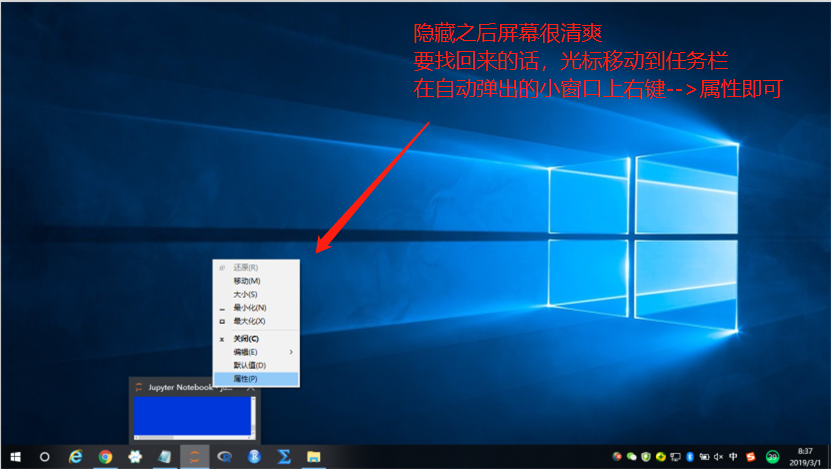 隐藏之后屏幕很清爽
要找回来的话，光标移动到任务栏
在自动弹出的小窗口上右键-->属性即可
还原(R)
移动(M)
大小(S)
最小化(N)
最大化(X)
关闭(C)
编辑(E)
默认值(D)
属性(P)
Jupyter Notebook
中
8:37
2019/3/1